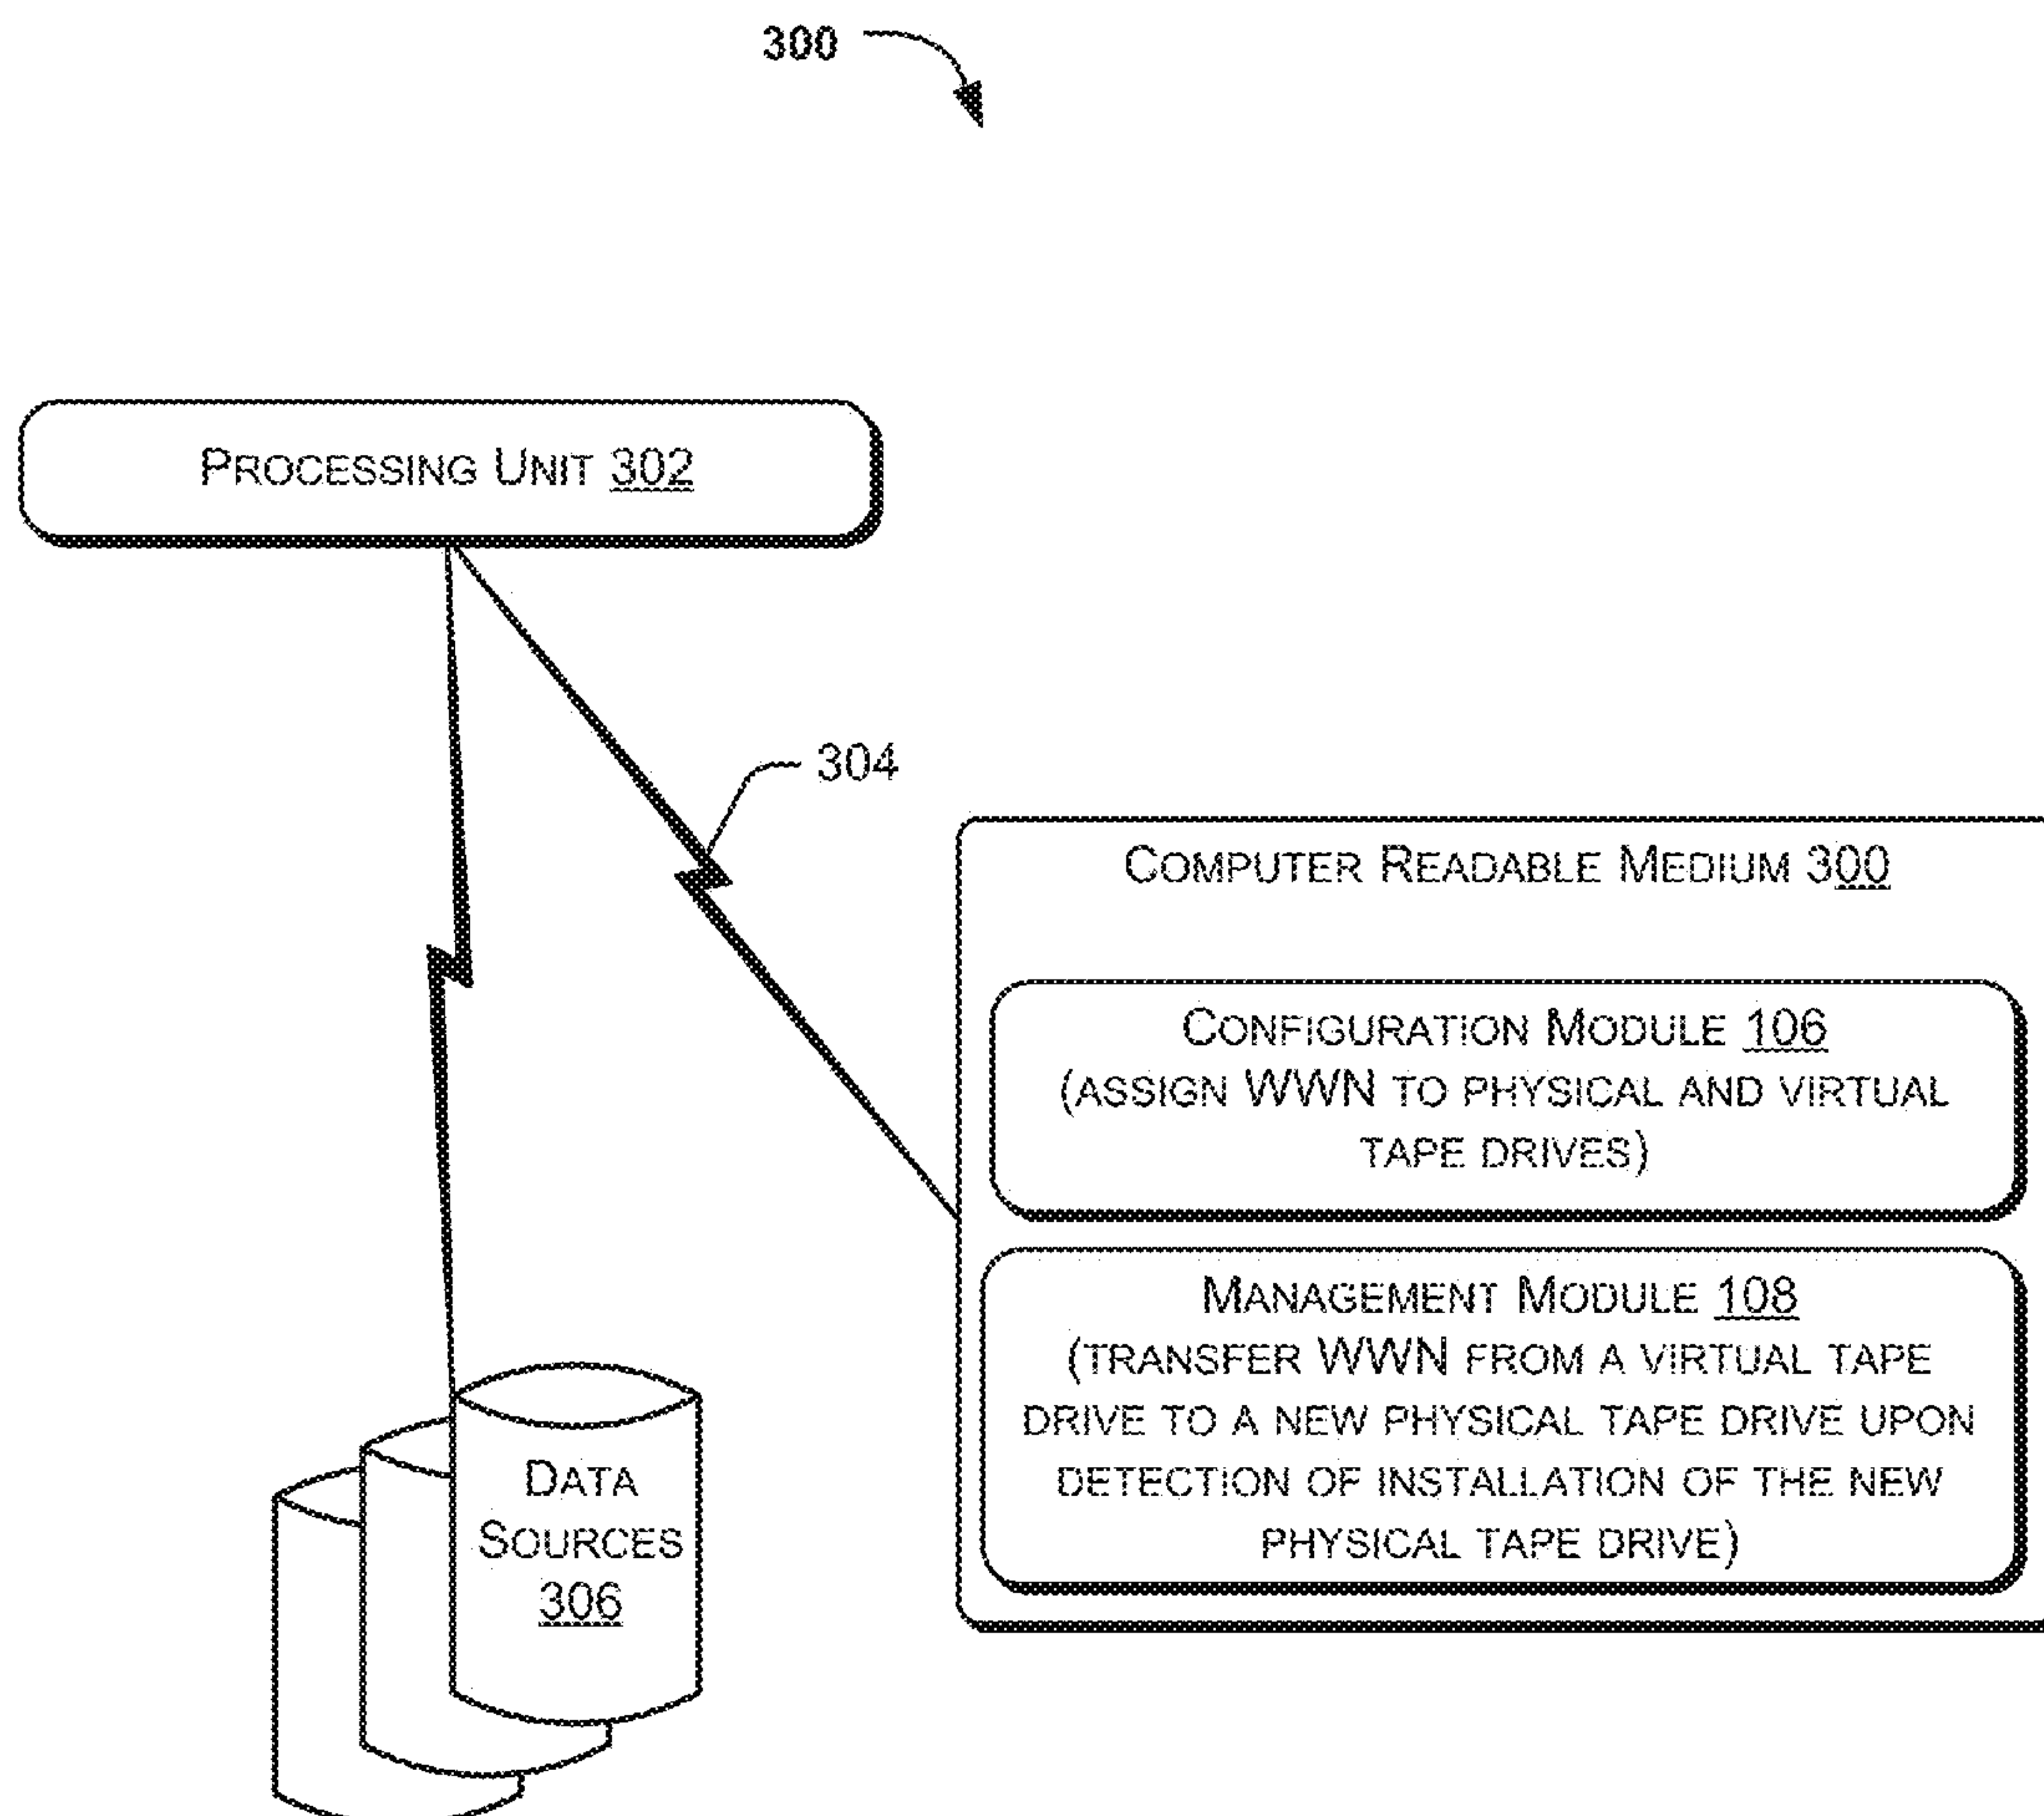 300
PROCESSING UNIT 302
304
COMPUTER READABLE MEDIUM 300
CONFIGURATION MODULE 106
(ASSIGN WWN TO PHYSICAL AND VIRTUAL
TAPE DRIVES)
MANAGEMENT MODULE 108
(TRANSFER WWN FROM A VIRTUAL TAPE
DRIVE TO A NEW PHYSICAL TAPE DRIVE UPON
DETECTION OF INSTALLATION OF THE NEW
PHYSICAL TAPE DRIVE)
DATA
SOURCES
306